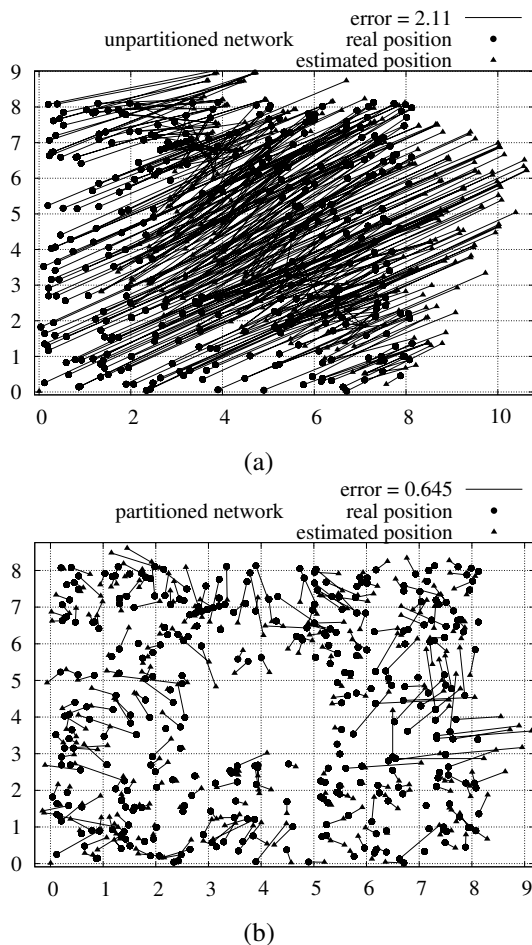 error = 2.11
unpartitioned network real position
estimated position
9
8
7
6
5
4
3
2
1
0
0 2 4 6 8 10
(a)
error = 0.645
partitioned network real position
estimated position
8
7
6
5
4
3
2
1
0
0 1 2 3 4 5 6 7 8 9
(b)